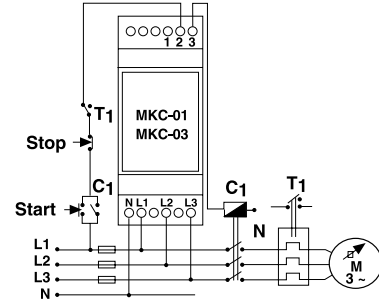 1 2 3
T1
MKC-01
MKC-03
Stop
C1
Start
N L1 L2 L3
C1
T1
N
L1
L2
L3
N
M
3 ~